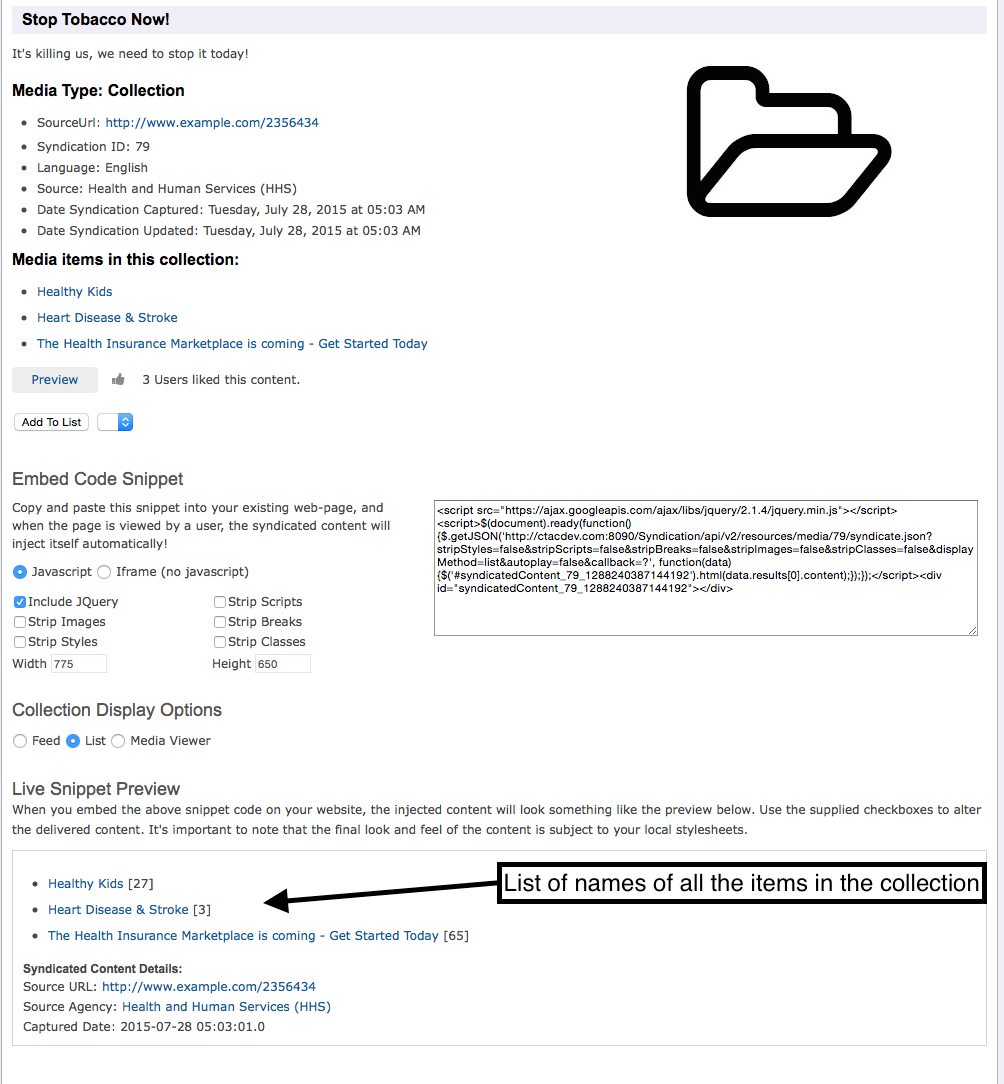 Stop Tobacco Now!
It's killing us, we need to stop it today!
Media Type: Collection
SourceUrl: http://www.example.com/2356434
Syndication ID: 79
Language: English
Source: Health and Human Services (HHS)
Date Syndication Captured: Tuesday, July 28, 2015 at 05:03 AM
Date Syndication Updated: Tuesday, July 28, 2015 at 05:03 AM
Media items in this collection:
Healthy Kids
Heart Disease & Stroke
The Health Insurance Marketplace is coming - Get Started Today
Preview 3 Users liked this content.
Add To List
Embed Code Snippet
Copy and paste this snippet into your existing web-page, and
when the page is viewed by a user, the syndicated content will
inject itself automatically!
Javascript Iframe (no javascript)
Include JQuery Strip Scripts
Strip Images Strip Breaks
Strip Styles Strip Classes
Width 775 Height 650
<script src="https://ajax.googleapis.com/ajax/libs/jquery/2.1.4/jquery.min.js"></script>
<script>$(document).ready(function()
{$.getJSON('http://ctacdev.com:8090/Syndication/api/v2/resources/media/79/syndicate.json?
stripStyles=false&stripScripts=false&stripBreaks=false&stripImages=false&stripClasses=false&display
Method=list&autoplay=false&callback=?', function(data)
{$('#syndicatedContent_79_1288240387144192').html(data.results[0].content);});});</script><div
id="syndicatedContent_79_1288240387144192"></div>
Collection Display Options
Feed List Media Viewer
Live Snippet Preview
When you embed the above snippet code on your website, the injected content will look something like the preview below. Use the supplied checkboxes to alter
the delivered content. It's important to note that the final look and feel of the content is subject to your local stylesheets.
Healthy Kids [27]
List of names of all the items in the collection
Heart Disease & Stroke [3]
The Health Insurance Marketplace is coming - Get Started Today [65]
Syndicated Content Details:
Source URL: http://www.example.com/2356434
Source Agency: Health and Human Services (HHS)
Captured Date: 2015-07-28 05:03:01.0